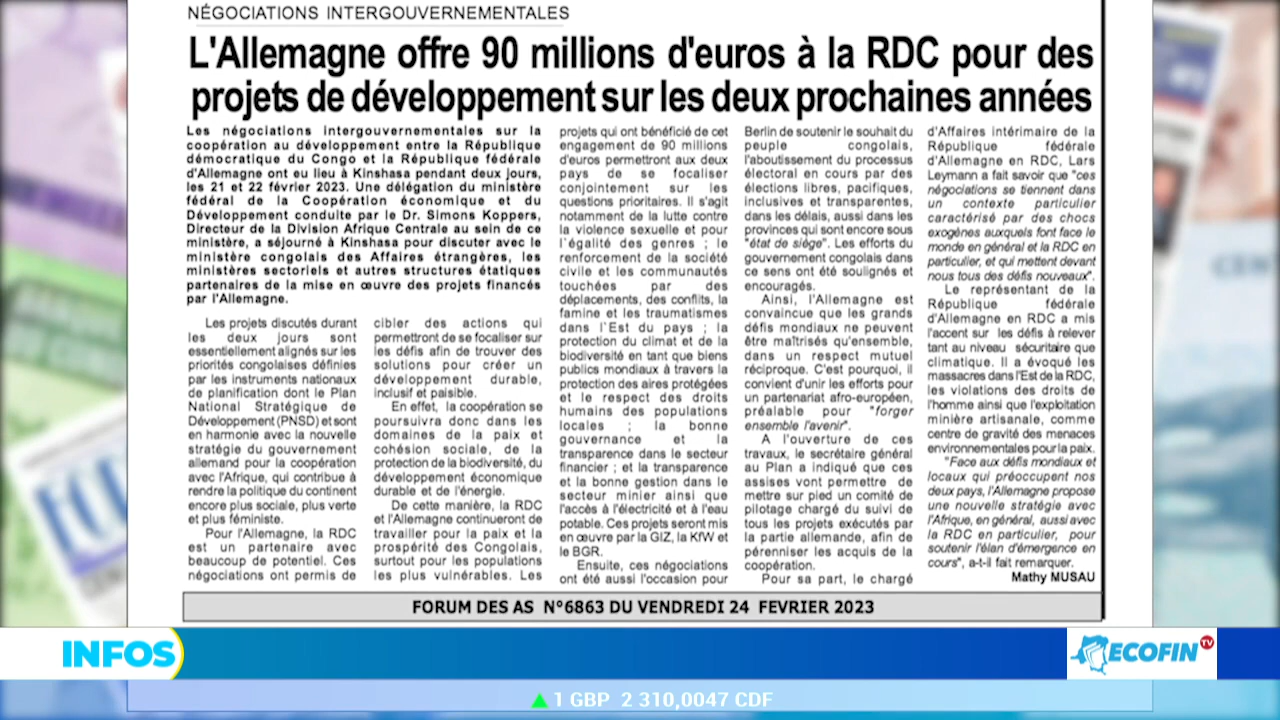 NÉGOCIATIONS INTERGOUVERNEMENTALES
L'Allemagne offre 90 millions d'euros à la RDC pour des
projets de développement sur les deux prochaines années
Les négociations intergouvernementales sur la
coopération au développement entre la République
démocratique du Congo et la République fédérale
d'Allemagne ont eu lieu à Kinshasa pendant deux jours,
les 21 et 22 février 2023. Une délégation du ministère
fédéral de la Coopération économique et du
Développement conduite par le Dr. Simons Koppers,
Directeur de la Division Afrique Centrale au sein de ce
ministère, a séjourné à Kinshasa pour discuter avec le
ministère congolais des Affaires étrangères, les
ministères sectoriels et autres structures étatiques
partenaires de la mise en œuvre des projets financés
par l'Allemagne.
Les projets discutés durant
les deux jours sont
essentiellement alignés sur les
priorités congolaises définies
par les instruments nationaux
de planification dont le Plan
National Stratégique de
Développement (PNSD) et sont
en harmonie avec la nouvelle
stratégie du gouvernement
allemand pour la coopération
avec l'Afrique, qui contribue à
rendre la politique du continent
encore plus sociale, plus verte
et plus féministe.
Pour l'Allemagne, la RDC
est un partenaire avec
beaucoup de potentiel. Ces
négociations ont permis de
cibler des actions qui
permettront de se focaliser sur
les défis afin de trouver des
solutions pour créer un
développement durable,
inclusif et paisible.
En effet, la coopération se
poursuivra donc dans les
domaines de la paix et
cohésion sociale, de la
protection de la biodiversité, du
développement économique
durable et de l'énergie.
De cette manière, la RDC
et l'Allemagne continueront de
travailler pour la paix et la
prospérité des Congolais,
surtout pour les populations
les plus vulnérables. Les
projets qui ont bénéficié de cet
engagement de 90 millions
d'euros permettront aux deux
pays de se focaliser
conjointement sur les
questions prioritaires. Il s'agit
notamment de la lutte contre
la violence sexuelle et pour
l'égalité des genres ; le
renforcement de la société
civile et les communautés
touchées par des
déplacements, des conflits, la
famine et les traumatismes
dans l'Est du pays ; la
protection du climat et de la
biodiversité en tant que biens
publics mondiaux à travers la
protection des aires protégées
et le respect des droits
humains des populations
locales ; la bonne
gouvernance et la
transparence dans le secteur
financier ; et la transparence
et la bonne gestion dans le
secteur minier ainsi que
l'accès à l'électricité et à l'eau
potable. Ces projets seront mis
en œuvre par la GIZ, la KfW et
le BGR.
Ensuite, ces négociations
ont été aussi l'occasion pour
Berlin de soutenir le souhait du
peuple congolais,
l'aboutissement du processus
électoral en cours par des
élections libres, pacifiques,
inclusives et transparentes,
dans les délais, aussi dans les
provinces qui sont encore sous
"état de siège". Les efforts du
gouvernement congolais dans
ce sens ont été soulignés et
encouragés.
Ainsi, l'Allemagne est
convaincue que les grands
défis mondiaux ne peuvent
être maîtrisés qu'ensemble,
dans un respect mutuel
réciproque. C'est pourquoi, il
convient d'unir les efforts pour
un partenariat afro-européen,
préalable pour "forger
ensemble l'avenir".
A l'ouverture de ces
travaux, le secrétaire général
au Plan a indiqué que ces
assises vont permettre de
mettre sur pied un comité de
pilotage chargé du suivi de
tous les projets exécutés par
la partie allemande, afin de
pérenniser les acquis de la
coopération.
Pour sa part, le chargé
d'Affaires intérimaire de la
République fédérale
d'Allemagne en RDC, Lars
Leymann a fait savoir que "ces
négociations se tiennent dans
un contexte particulier
caractérisé par des chocs
exogènes auxquels font face le
monde en général et la RDC en
particulier, et qui mettent devant
nous tous des défis nouveaux".
Le représentant de la
République fédérale
d'Allemagne en RDC a mis
l'accent sur les défis à relever
tant au niveau sécuritaire que
climatique. Il a évoqué les
massacres dans l'Est de la RDC,
les violations des droits de
l'homme ainsi que l'exploitation
minière artisanale, comme
centre de gravité des menaces
environnementales pour la paix.
"Face aux défis mondiaux et
locaux qui préoccupent nos
deux pays, l'Allemagne propose
une nouvelle stratégie avec
l'Afrique, en général, aussi avec
la RDC en particulier, pour
soutenir l'élan d'émergence en
cours", a-t-il fait remarquer.
Mathy MUSAU
FORUM DES AS N°6863 DU VENDREDI 24 FEVRIER 2023
INFOS
ECOFIN TV
1 GBP 2 310,0047 CDF